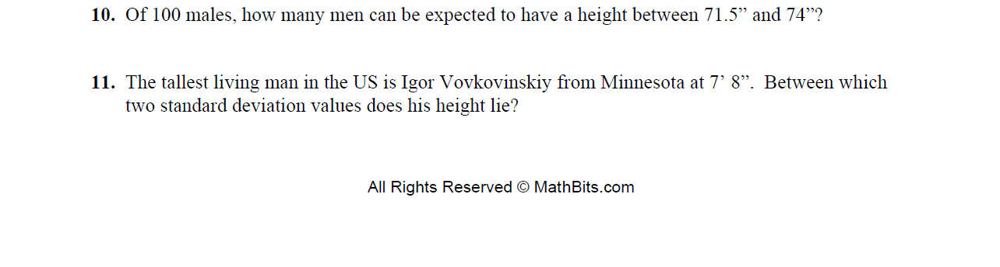 10. Of 100 males, how many men can be expected to have a height between 71.5” and 74”?
11. The tallest living man in the US is Igor Vovkovinskiy from Minnesota at 7’ 8”. Between which
two standard deviation values does his height lie?
All Rights Reserved © MathBits.com